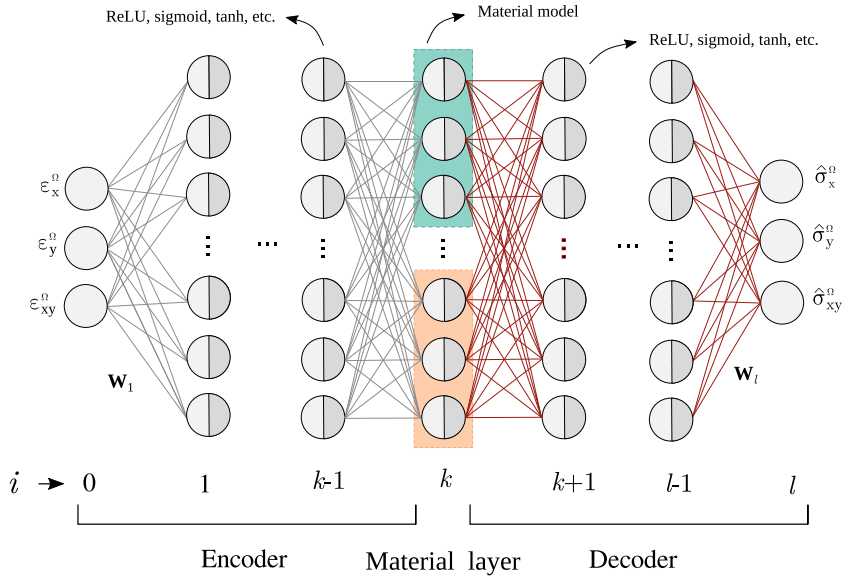 ReLU, sigmoid, tanh, etc.
Material model
ReLU, sigmoid, tanh, etc.
ε_x^Ω
ε_y^Ω
ε_xy^Ω
σ̂_x^Ω
σ̂_y^Ω
σ̂_xy^Ω
W_1
W_l
i → 0 1 k-1 k k+1 l-1 l
Encoder Material layer Decoder